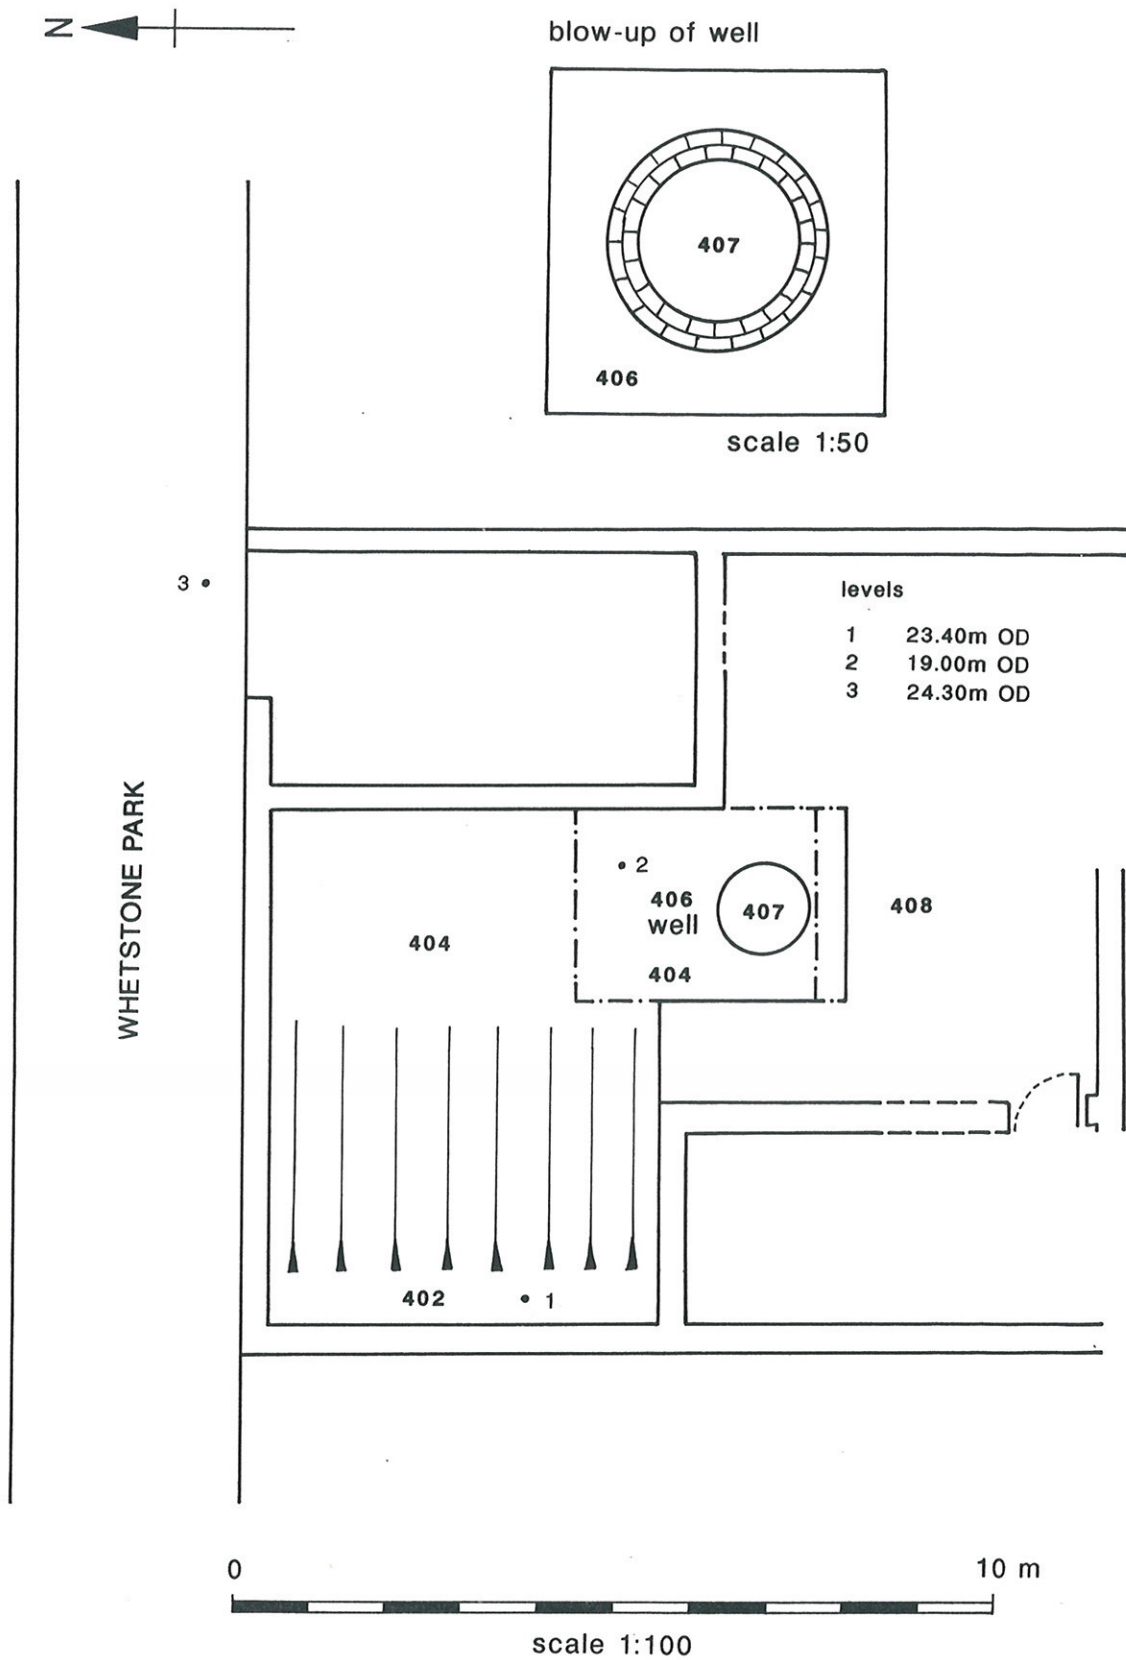 N
blow-up of well
407
406
scale 1:50
3
levels
1 23.40m OD
2 19.00m OD
3 24.30m OD
WHETSTONE PARK
2
406
well
407
408
404
404
402
1
0 10 m
scale 1:100